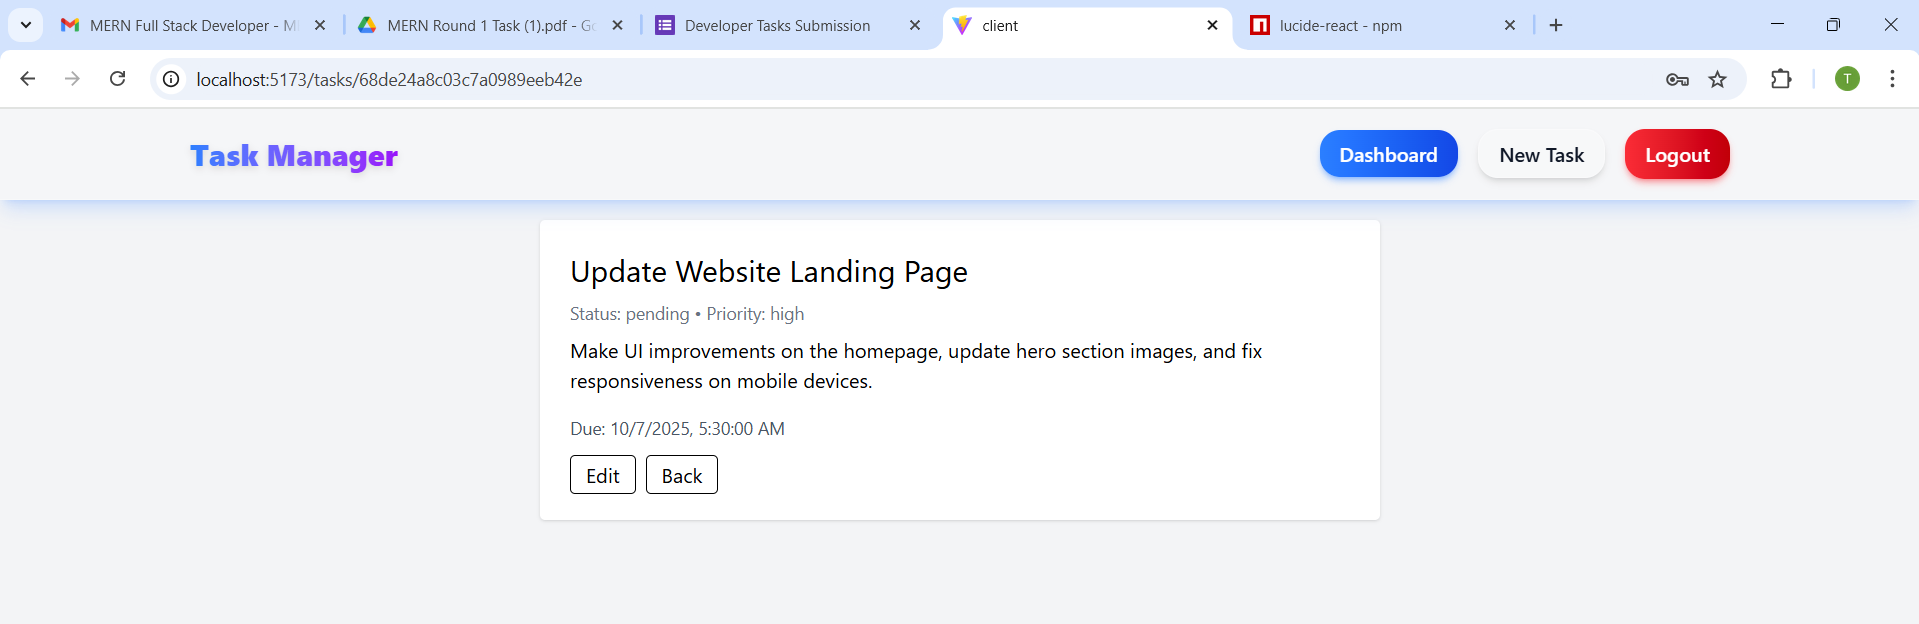 MERN Full Stack Developer - M
MERN Round 1 Task (1).pdf - Go
Developer Tasks Submission
client
lucide-react - npm
localhost:5173/tasks/68de24a8c03c7a0989eeb42e
T
Task Manager
Dashboard
New Task
Logout
Update Website Landing Page
Status: pending • Priority: high
Make UI improvements on the homepage, update hero section images, and fix
responsiveness on mobile devices.
Due: 10/7/2025, 5:30:00 AM
Edit
Back